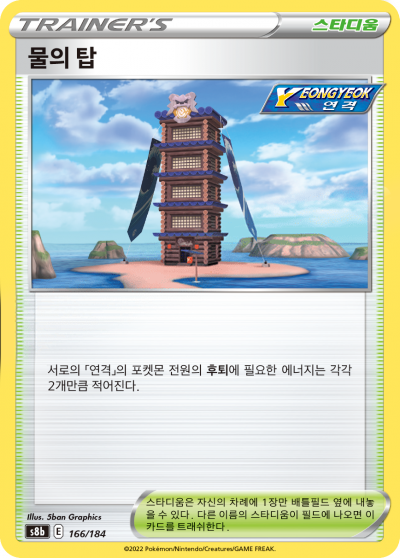 TRAINER'S
스타디움
물의 탑
YEONGYEOK
연격
서로의 「연격」의 포켓몬 전원의 후퇴에 필요한 에너지는 각각
2개만큼 적어진다.
Illus. 5ban Graphics
s8b E 166/184
스타디움은 자신의 차례에 1장만 배틀필드 옆에 내놓
을 수 있다. 다른 이름의 스타디움이 필드에 나오면 이
카드를 트래쉬한다.
©2022 Pokémon/Nintendo/Creatures/GAME FREAK.